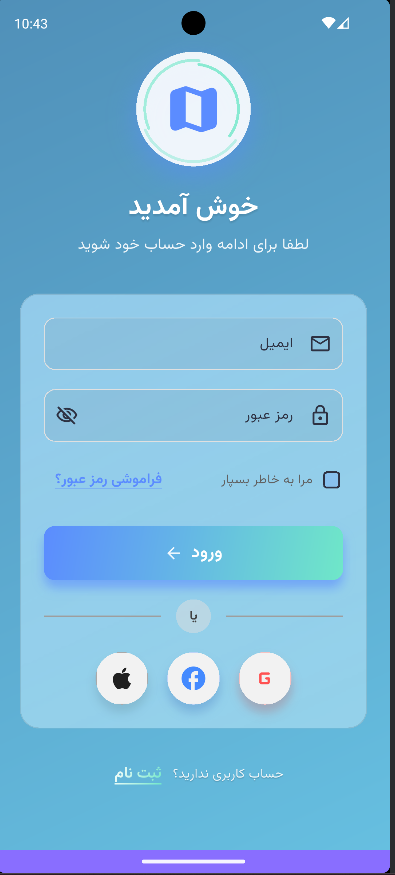 10:43
خوش آمدید
لطفا برای ادامه وارد حساب خود شوید
ایمیل
رمز عبور
مرا به خاطر بسپار
فراموشی رمز عبور؟
ورود
یا
G
حساب کاربری ندارید؟ ثبت نام